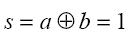 s = a ⊕ b = 1